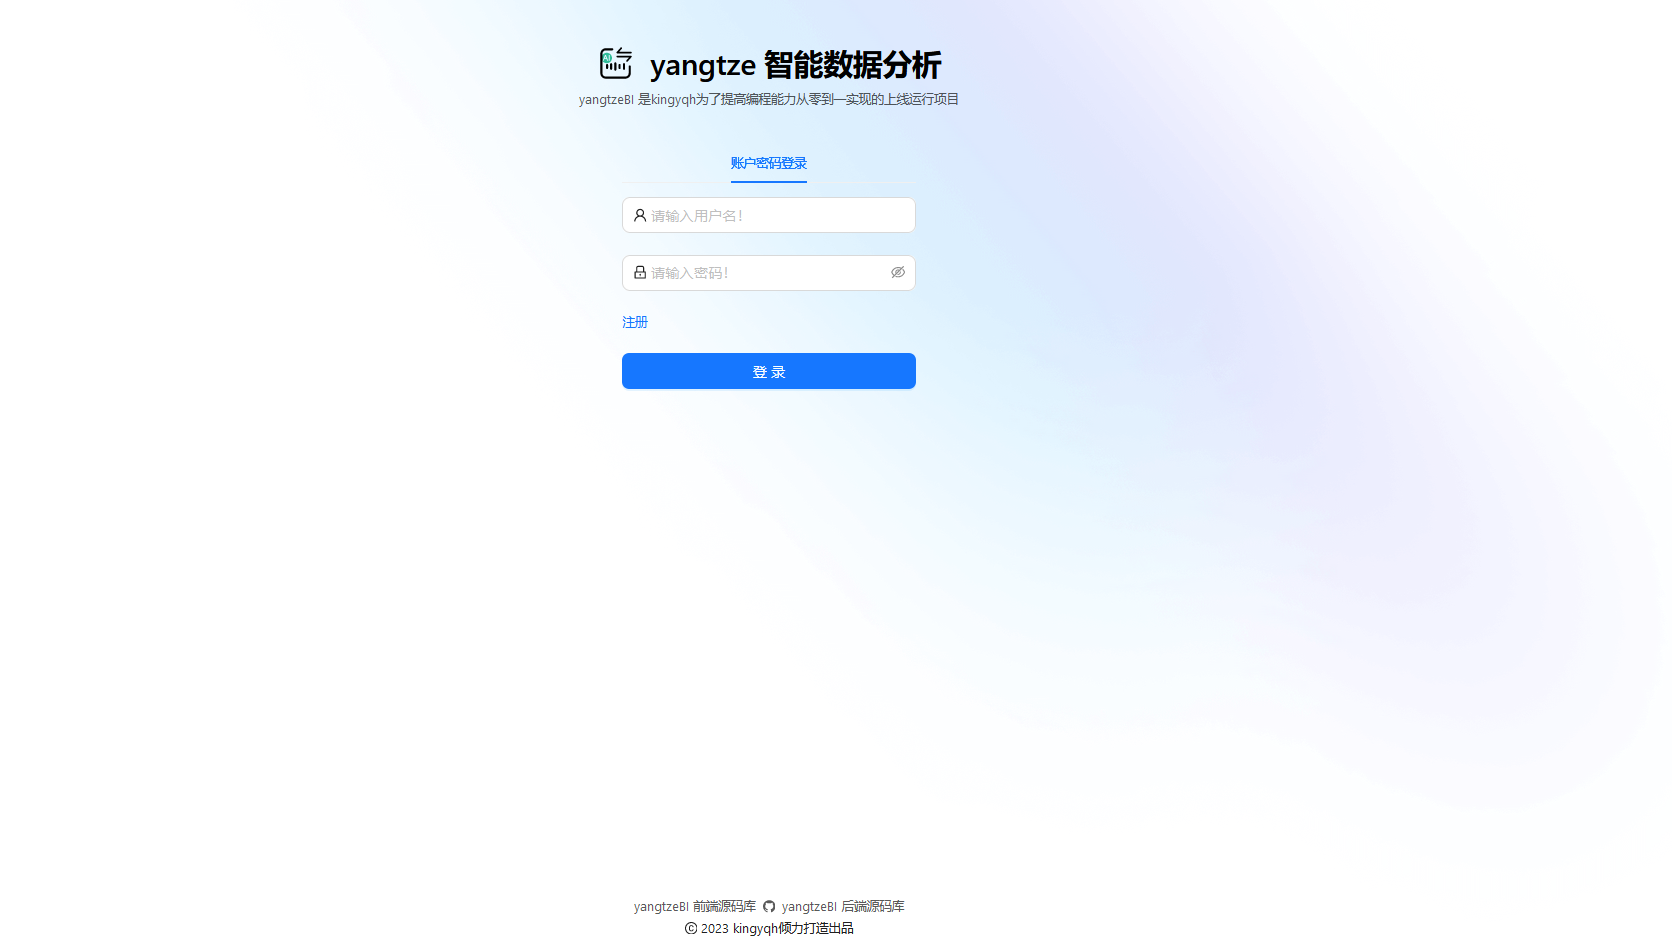 yangtze 智能数据分析
yangtzeBI 是kingyqh为了提高编程能力从零到一实现的上线运行项目
账户密码登录
请输入用户名！
请输入密码！
注册
登 录
yangtzeBI 前端源码库 yangtzeBI 后端源码库
© 2023 kingyqh倾力打造出品